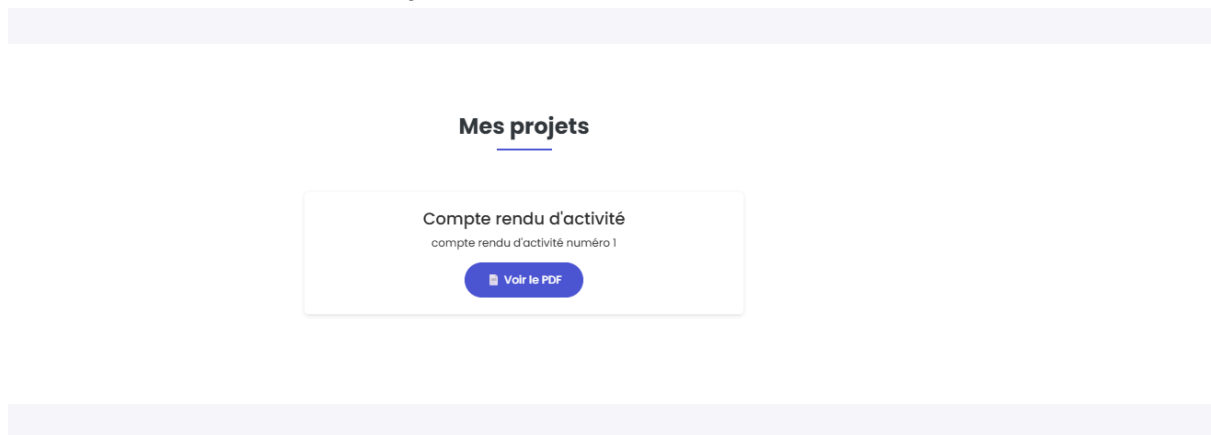 Mes projets
Compte rendu d'activité
compte rendu d'activité numéro 1
Voir le PDF